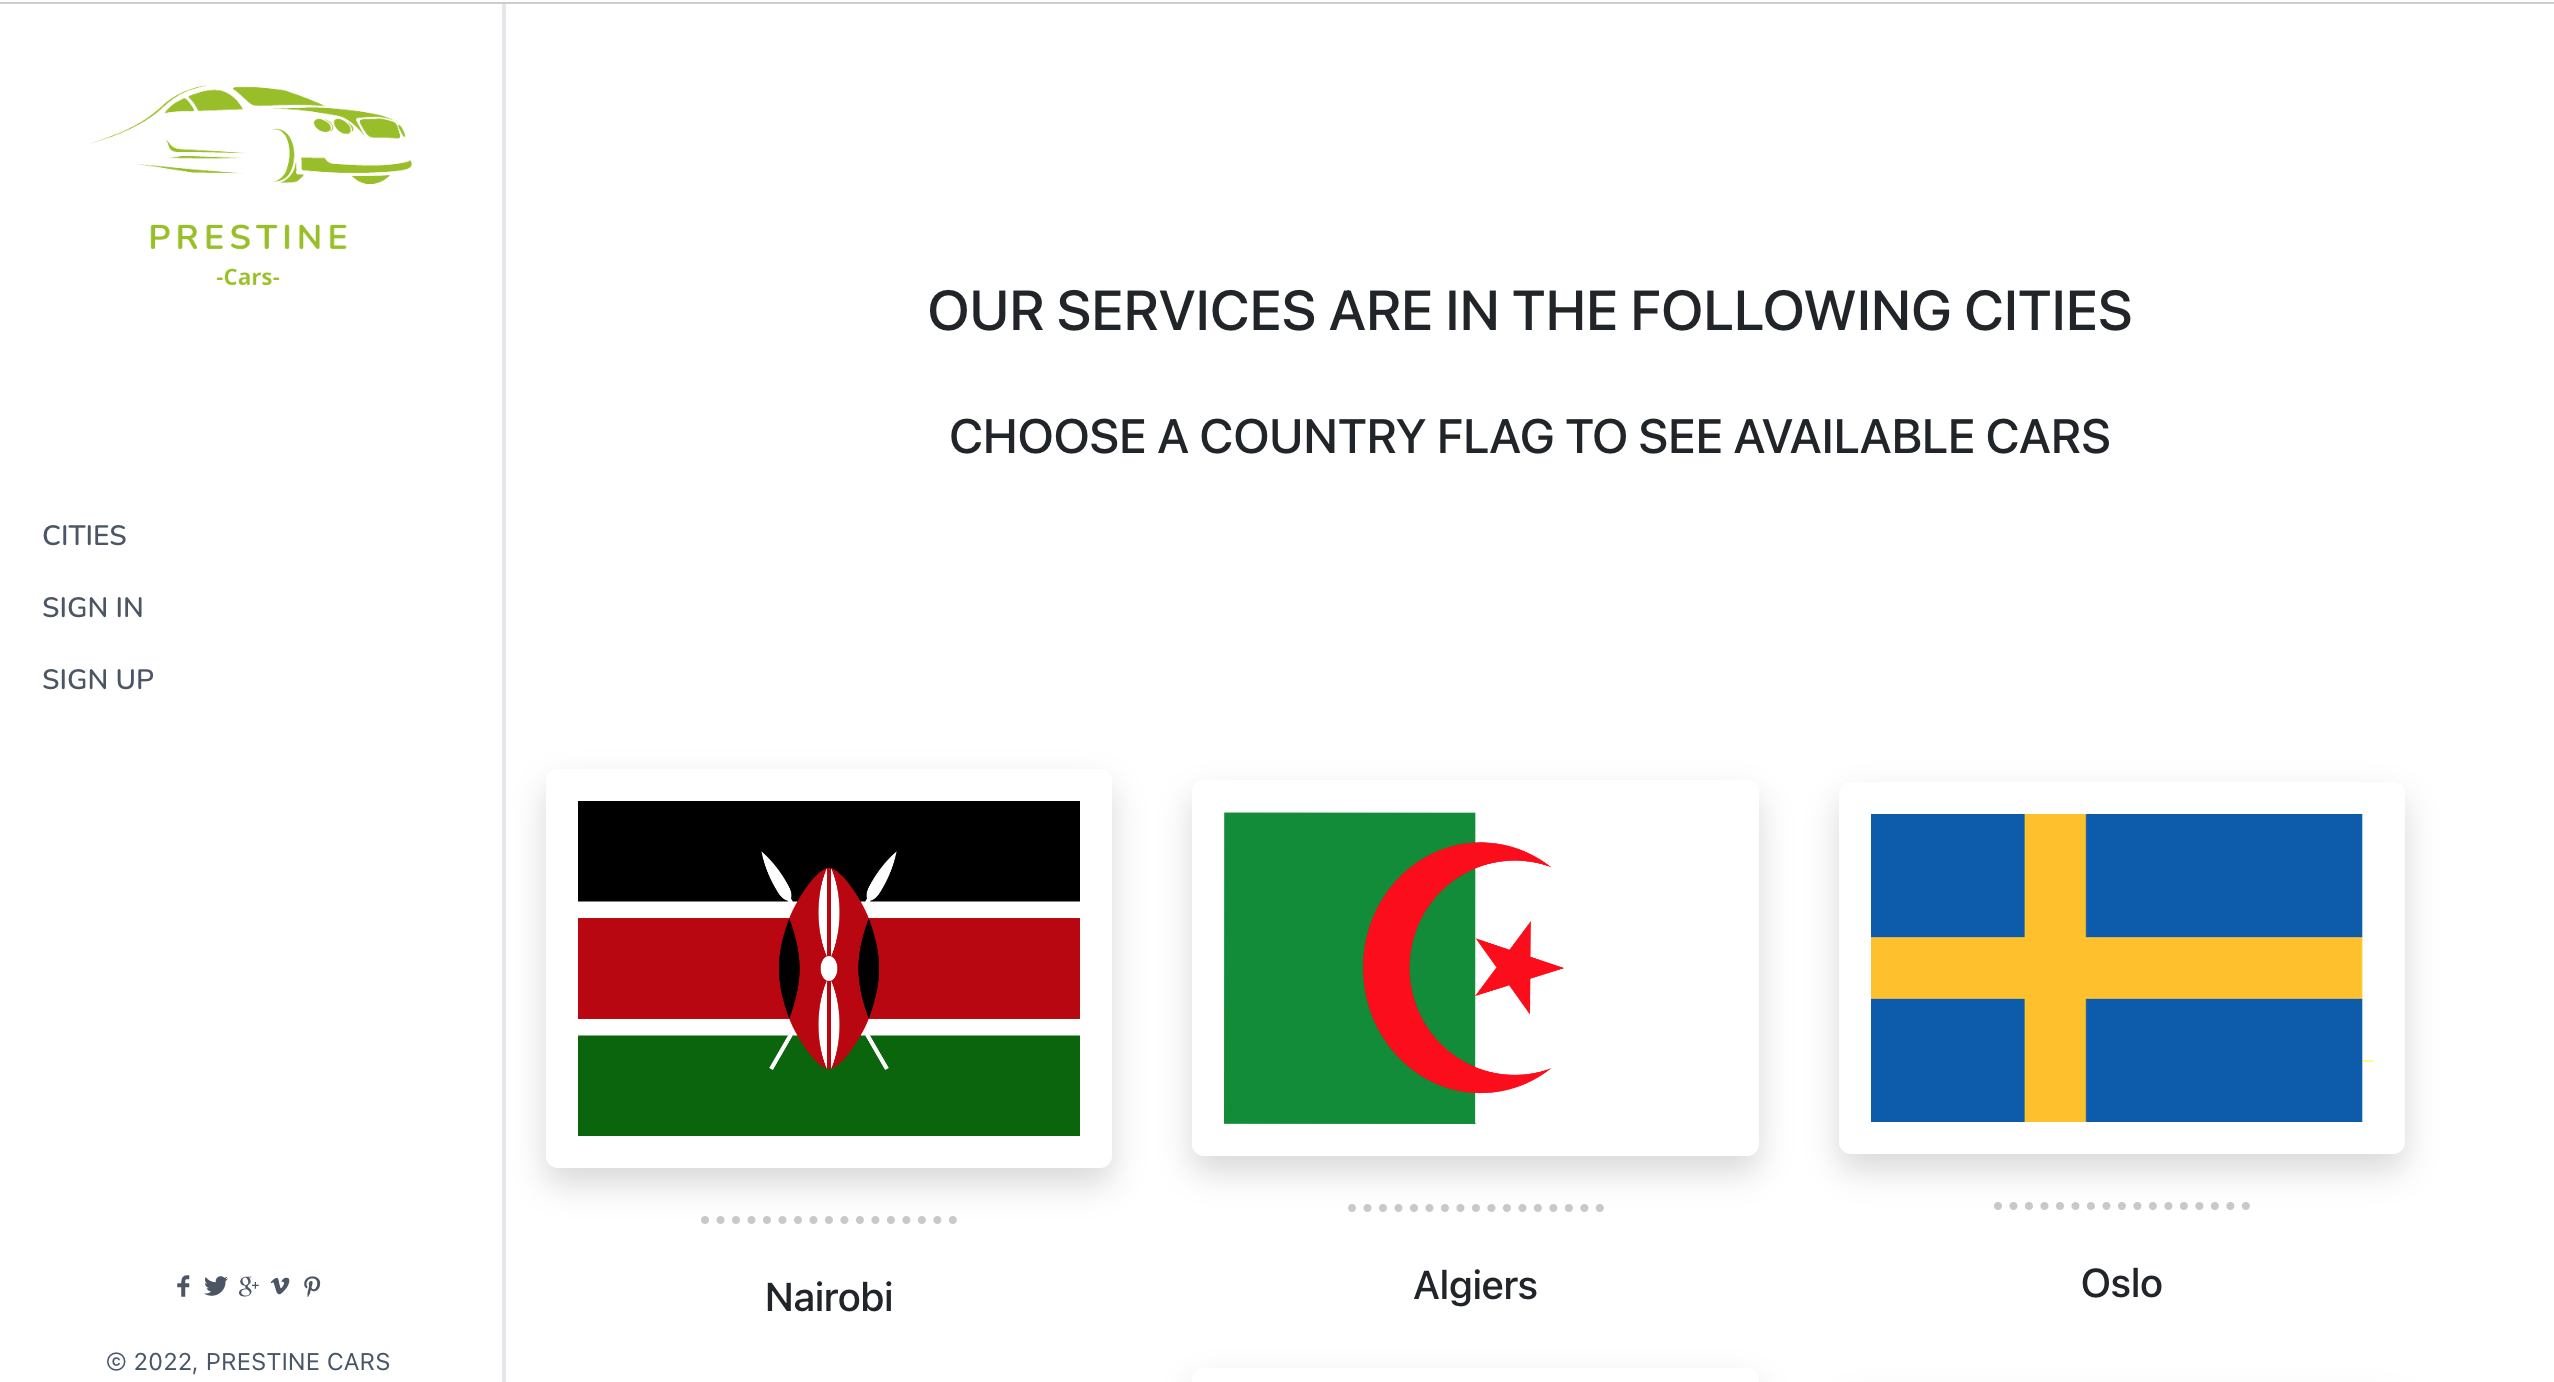 PRESTINE
-Cars-
CITIES
SIGN IN
SIGN UP
© 2022, PRESTINE CARS
OUR SERVICES ARE IN THE FOLLOWING CITIES
CHOOSE A COUNTRY FLAG TO SEE AVAILABLE CARS
Nairobi
Algiers
Oslo